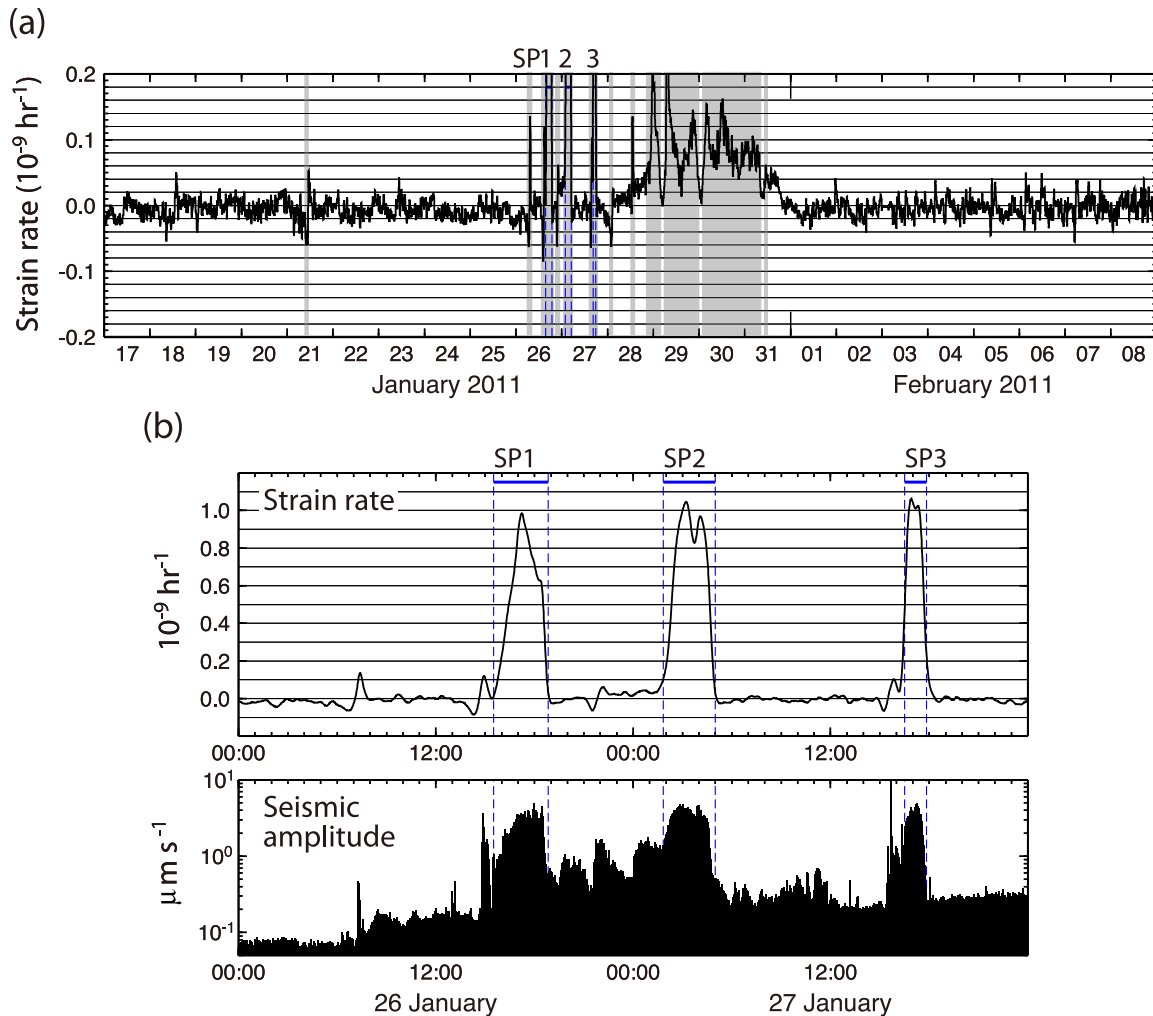 (a)
SP1 2 3
Strain rate (10⁻⁹ hr⁻¹)
0.2
0.1
0.0
-0.1
-0.2
17 18 19 20 21 22 23 24 25 26 27 28 29 30 31 01 02 03 04 05 06 07 08
January 2011 February 2011
(b)
SP1 SP2 SP3
Strain rate
10⁻⁹ hr⁻¹
1.0
0.8
0.6
0.4
0.2
0.0
00:00 12:00 00:00 12:00
Seismic
amplitude
μm s⁻¹
10¹
10⁰
10⁻¹
00:00 12:00 00:00 12:00
26 January 27 January